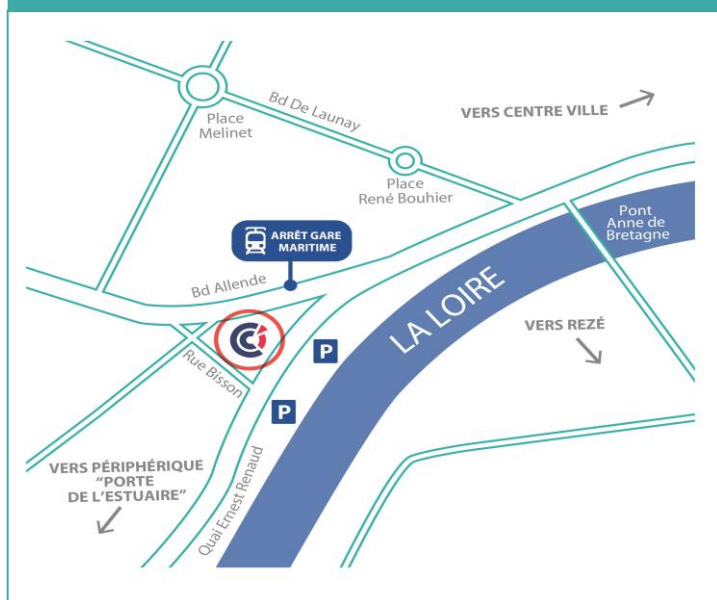 Bd De Launay
Place
Melinet
VERS CENTRE VILLE
Place
René Bouhier
Pont
Anne de
Bretagne
ARRÊT GARE
MARITIME
Bd Allende
LA LOIRE
VERS REZÉ
P
Rue Bisson
P
VERS PÉRIPHÉRIQUE
"PORTE
DE L'ESTUAIRE"
Quai Ernest Renaud